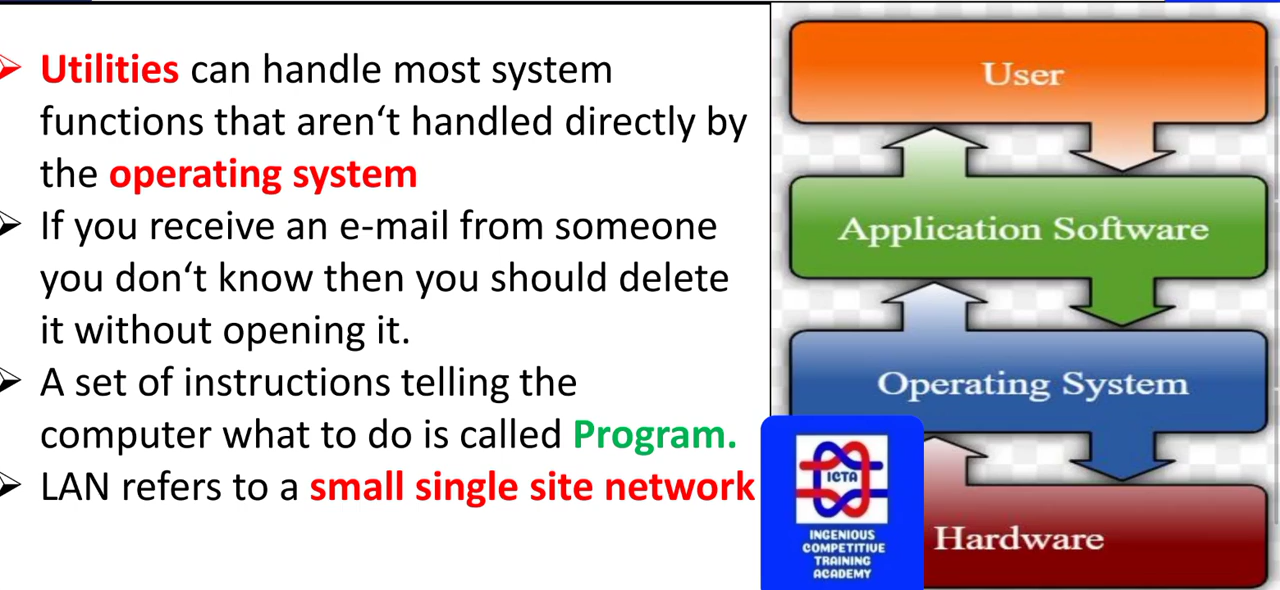 Utilities can handle most system
functions that aren‘t handled directly by
the operating system
If you receive an e-mail from someone
you don‘t know then you should delete
it without opening it.
A set of instructions telling the
computer what to do is called Program.
LAN refers to a small single site network
User
Application Software
Operating System
Hardware
ICTA
INGENIOUS
COMPETITIVE
TRAINING
ACADEMY